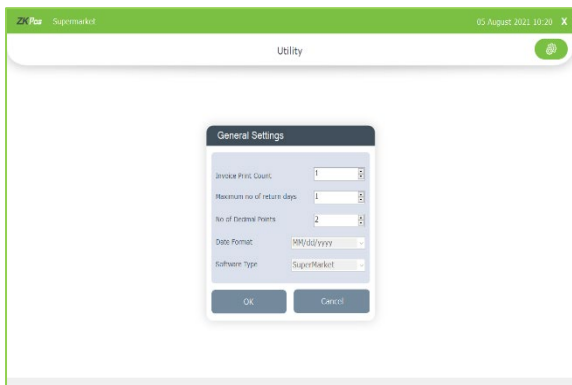 ZKPos Supermarket 05 August 2021 10:20 X
Utility
General Settings
Invoice Print Count 1
Maximum no of return days 1
No of Decimal Points 2
Date Format MM/dd/yyyy
Software Type SuperMarket
OK Cancel